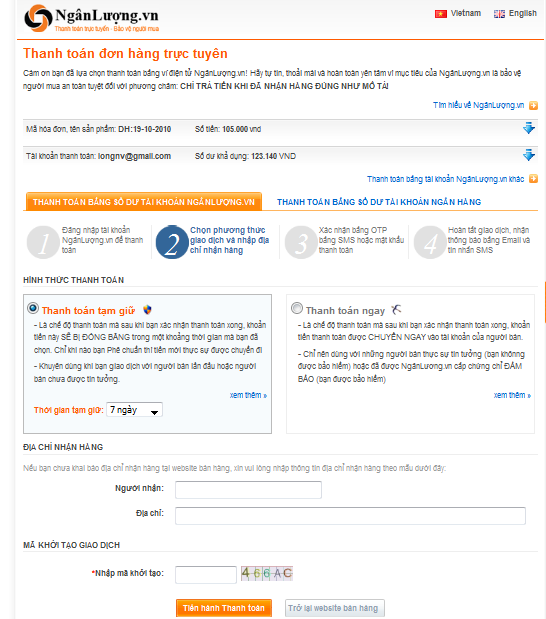 NgânLượng.vn
Thanh toán trực tuyến - Bảo vệ người mua
Vietnam English
Thanh toán đơn hàng trực tuyến
Cảm ơn bạn đã lựa chọn thanh toán bằng ví điện tử NgânLượng.vn! Hãy tự tin, thoải mái và hoàn toàn yên tâm vì mục tiêu của NgânLượng.vn là bảo vệ
người mua an toàn tuyệt đối với phương châm: CHỈ TRẢ TIỀN KHI ĐÃ NHẬN HÀNG ĐÚNG NHƯ MÔ TẢ!
Tìm hiểu về NgânLượng.vn
Mã hóa đơn, tên sản phẩm: DH:19-10-2010 Số tiền: 105.000 vnd
Tài khoản thanh toán: longnv@gmail.com Số dư khả dụng: 123.140 VND
Thanh toán bằng tài khoản NgânLượng.vn khác
THANH TOÁN BẰNG SỐ DƯ TÀI KHOẢN NGÂNLƯỢNG.VN THANH TOÁN BẰNG SỐ DƯ TÀI KHOẢN NGÂN HÀNG
1 Đăng nhập tài khoản
NgânLượng.vn để thanh
toán
2 Chọn phương thức
giao dịch và nhập địa
chỉ nhận hàng
3 Xác nhận bằng OTP
bằng SMS hoặc mật khẩu
thanh toán
4 Hoàn tất giao dịch, nhận
thông báo bằng Email và
tin nhắn SMS
HÌNH THỨC THANH TOÁN
Thanh toán tạm giữ
- Là chế độ thanh toán mà sau khi bạn xác nhận thanh toán xong, khoản
tiền này SẼ BỊ ĐÓNG BĂNG trong một khoảng thời gian mà bạn đã
chọn. Chỉ khi nào bạn Phê chuẩn thì tiền mới thực sự được chuyển đi
- Khuyên dùng khi bạn giao dịch với người bán lần đầu hoặc người
bán chưa được tin tưởng.
xem thêm »
Thời gian tạm giữ: 7 ngày
Thanh toán ngay
- Là chế độ thanh toán mà sau khi bạn xác nhận thanh toán xong, khoản
tiền thanh toán được CHUYỂN NGAY vào tài khoản của người bán.
- Chỉ nên dùng với những người bán thực sự tin tưởng (bạn khônng
được bảo hiểm) hoặc đã được NgânLượng.vn cấp chứng chỉ ĐẢM
BẢO (bạn được bảo hiểm)
xem thêm »
ĐỊA CHỈ NHẬN HÀNG
Nếu bạn chưa khai báo địa chỉ nhận hàng tại website bán hàng, xin vui lòng nhập thông tin địa chỉ nhận hàng theo mẫu dưới đây:
Người nhận:
Địa chỉ:
MÃ KHỞI TẠO GIAO DỊCH
*Nhập mã khởi tạo: 466AC
Tiến hành Thanh toán Trở lại website bán hàng